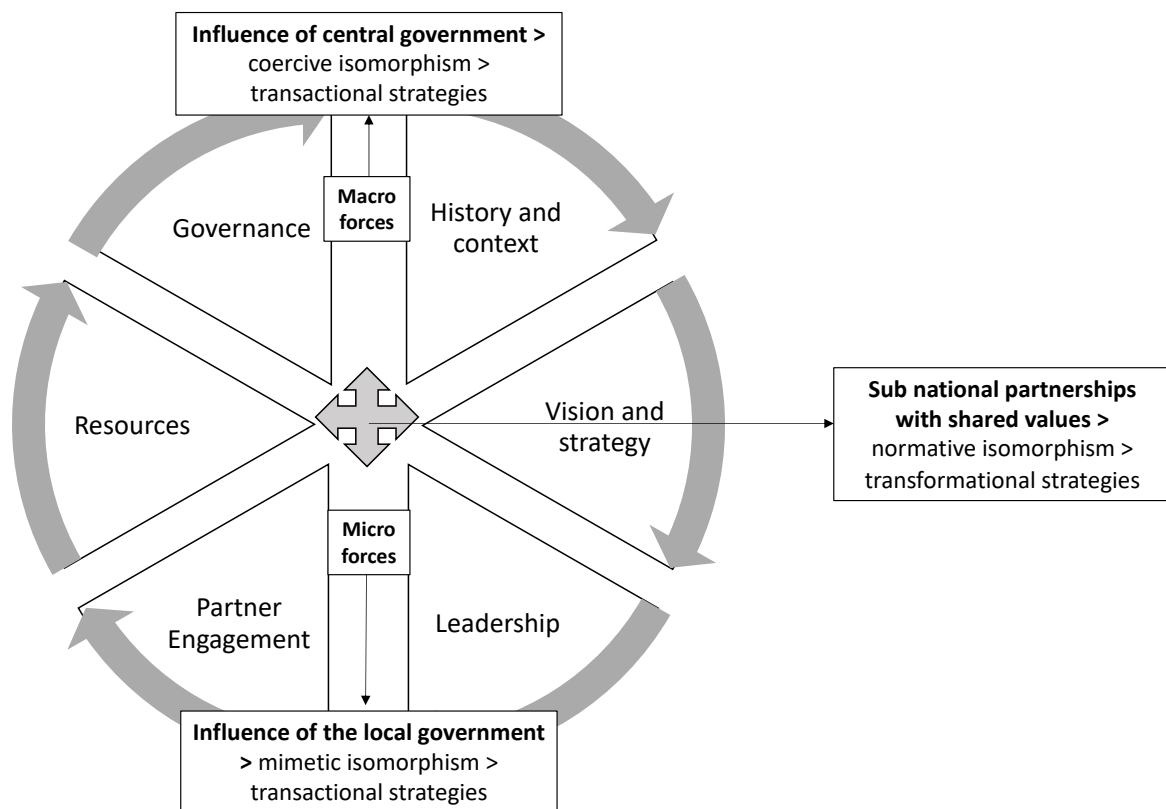 Influence of central government >
coercive isomorphism >
transactional strategies
Macro
forces
Governance
History and
context
Resources
Vision and
strategy
Sub national partnerships
with shared values >
normative isomorphism >
transformational strategies
Micro
forces
Partner
Engagement
Leadership
Influence of the local government
> mimetic isomorphism >
transactional strategies